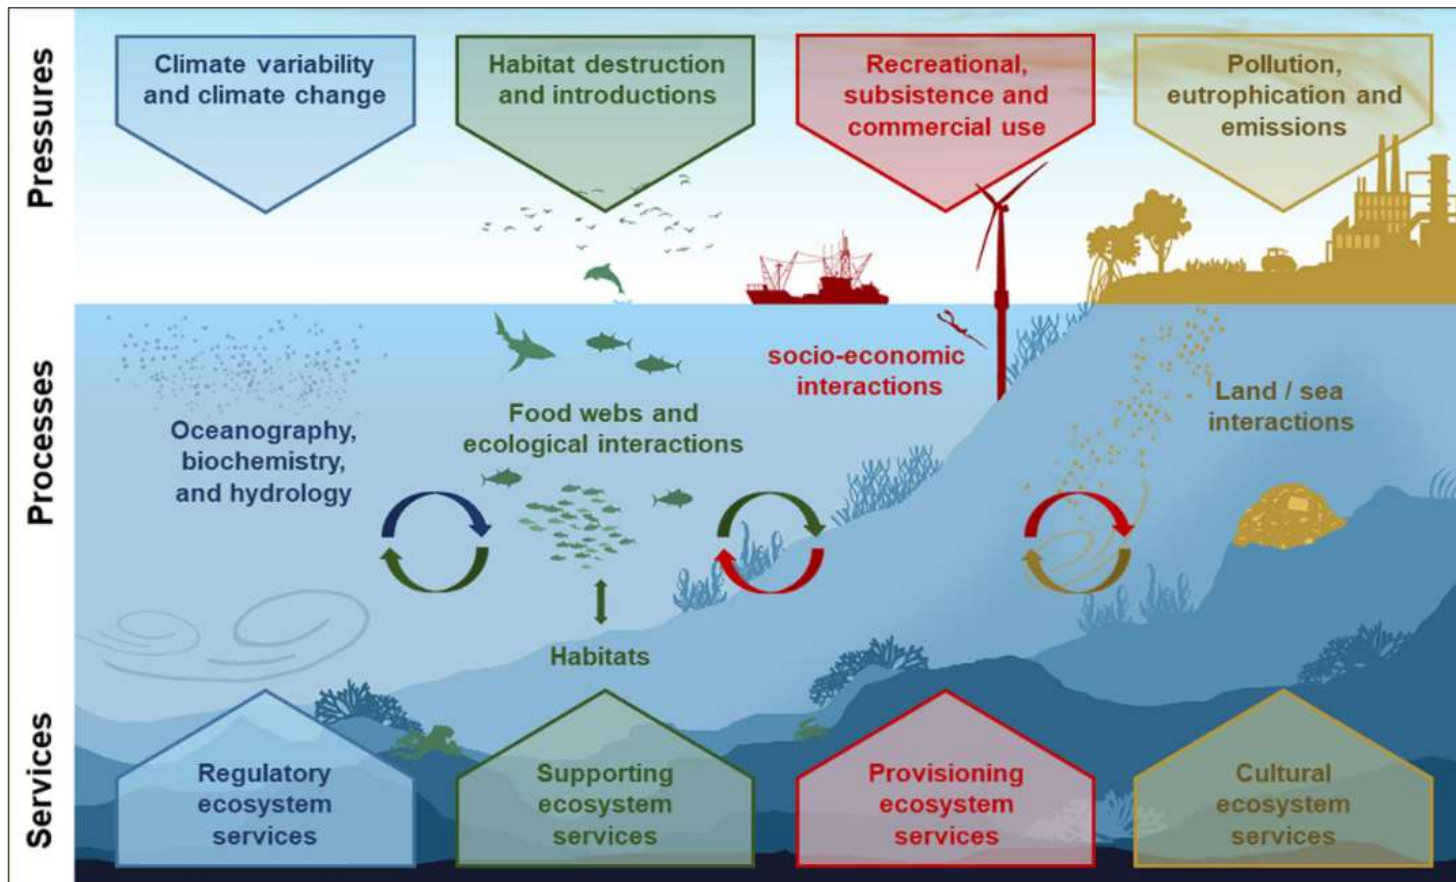 Pressures
Climate variability
and climate change
Habitat destruction
and introductions
Recreational,
subsistence and
commercial use
Pollution,
eutrophication and
emissions
Processes
Oceanography,
biochemistry,
and hydrology
Food webs and
ecological interactions
Habitats
socio-economic
interactions
Land / sea
interactions
Services
Regulatory
ecosystem
services
Supporting
ecosystem
services
Provisioning
ecosystem
services
Cultural
ecosystem
services